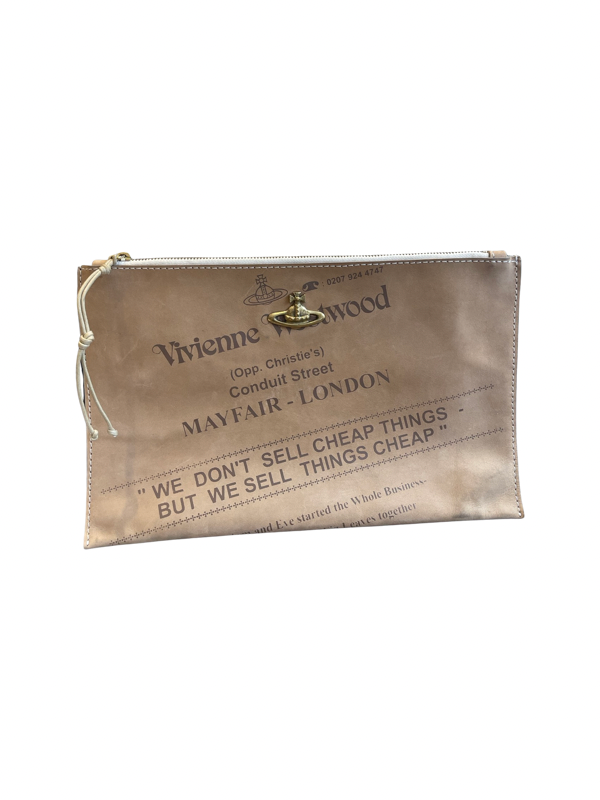 0207 924 4747
Vivienne Westwood
(Opp. Christie's)
Conduit Street
MAYFAIR - LONDON
" WE DON'T SELL CHEAP THINGS -
BUT WE SELL THINGS CHEAP "
and Eve started the Whole Business-
Leaves together